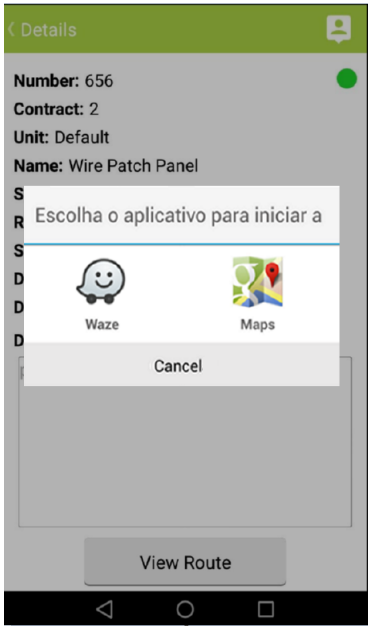 Details
Number: 656
Contract: 2
Unit: Default
Name: Wire Patch Panel
S
R
S
D
D
D
Escolha o aplicativo para iniciar a
Waze
Maps
Cancel
View Route